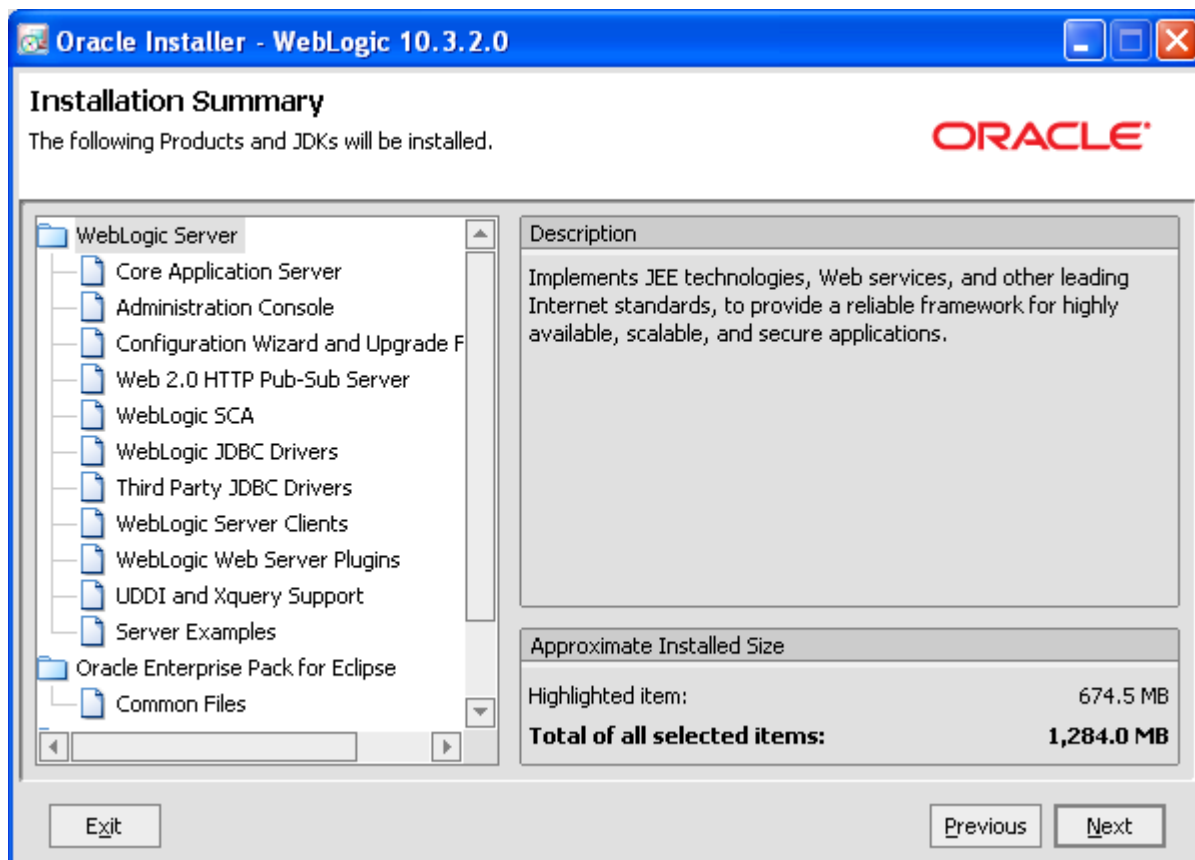 Oracle Installer - WebLogic 10.3.2.0
Installation Summary
The following Products and JDKs will be installed.
ORACLE
WebLogic Server
Core Application Server
Administration Console
Configuration Wizard and Upgrade F
Web 2.0 HTTP Pub-Sub Server
WebLogic SCA
WebLogic JDBC Drivers
Third Party JDBC Drivers
WebLogic Server Clients
WebLogic Web Server Plugins
UDDI and Xquery Support
Server Examples
Oracle Enterprise Pack for Eclipse
Common Files
Description
Implements JEE technologies, Web services, and other leading
Internet standards, to provide a reliable framework for highly
available, scalable, and secure applications.
Approximate Installed Size
Highlighted item: 674.5 MB
Total of all selected items: 1,284.0 MB
Exit
Previous
Next